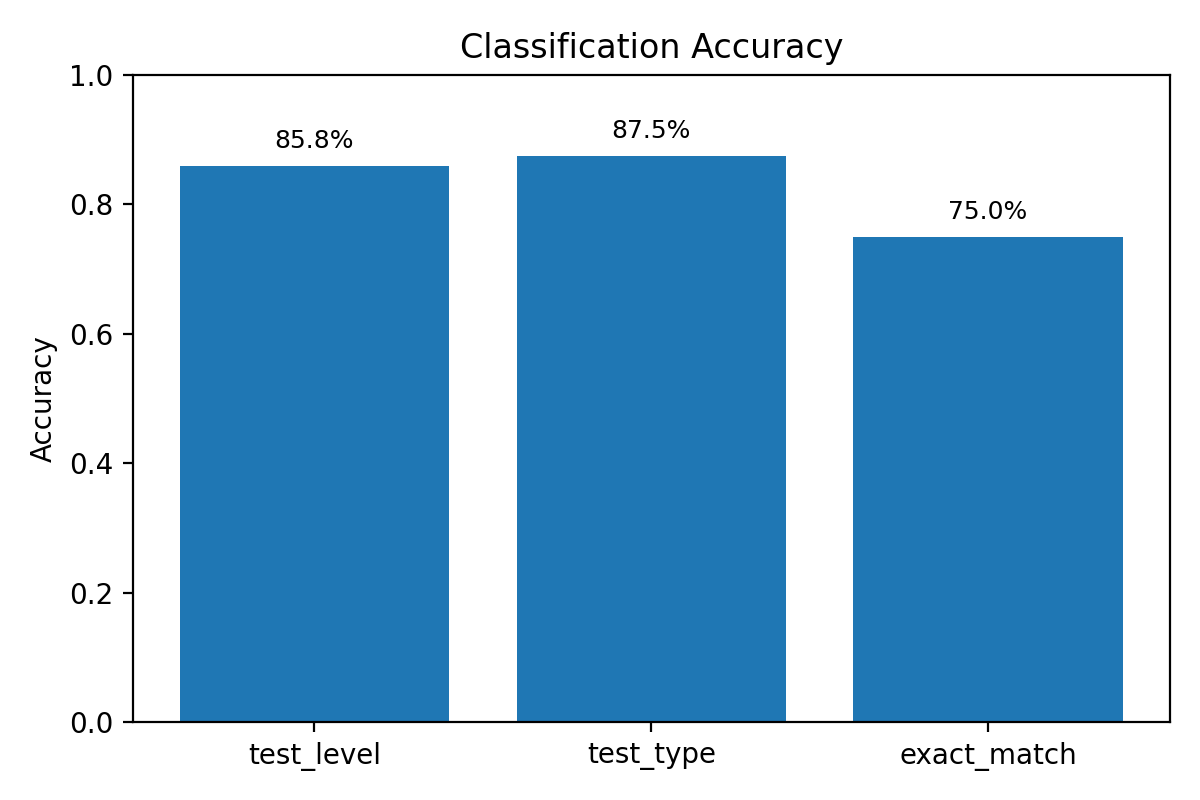 Classification Accuracy
1.0
0.8
0.6
0.4
0.2
0.0
Accuracy
85.8%
87.5%
75.0%
test_level
test_type
exact_match